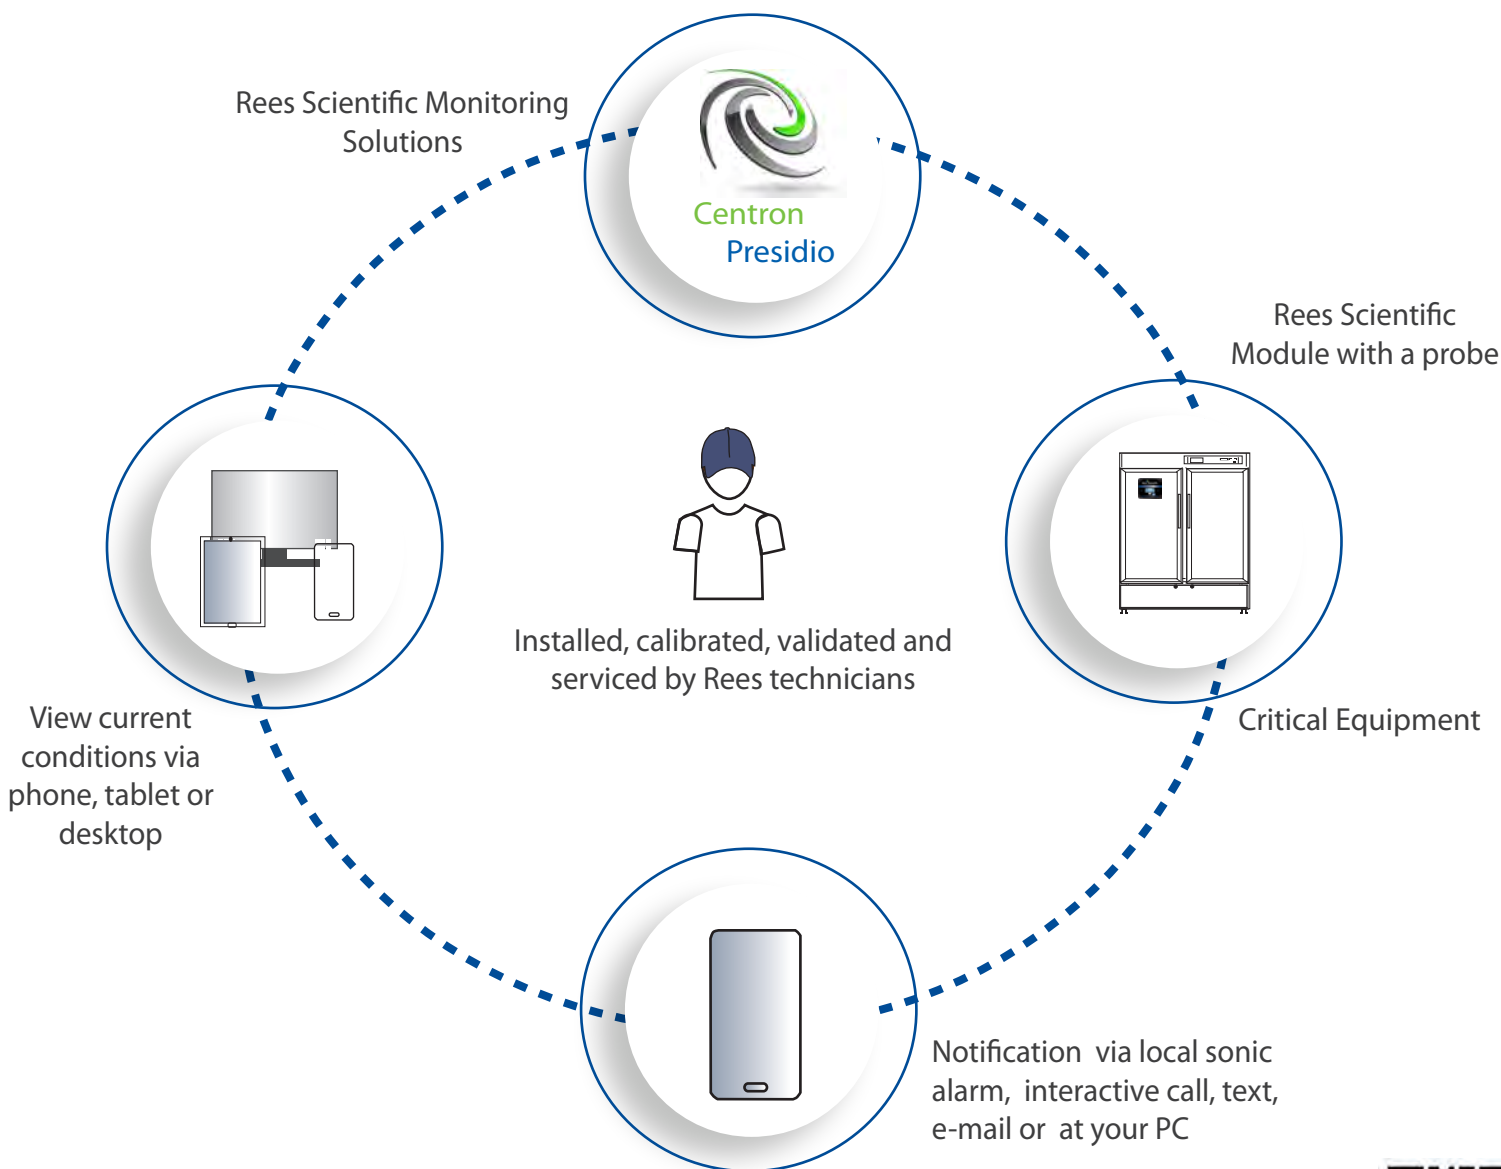 Rees Scientific Monitoring
Solutions
Centron
Presidio
Rees Scientific
Module with a probe
Installed, calibrated, validated and
serviced by Rees technicians
View current
conditions via
phone, tablet or
desktop
Critical Equipment
Notification via local sonic
alarm, interactive call, text,
e-mail or at your PC